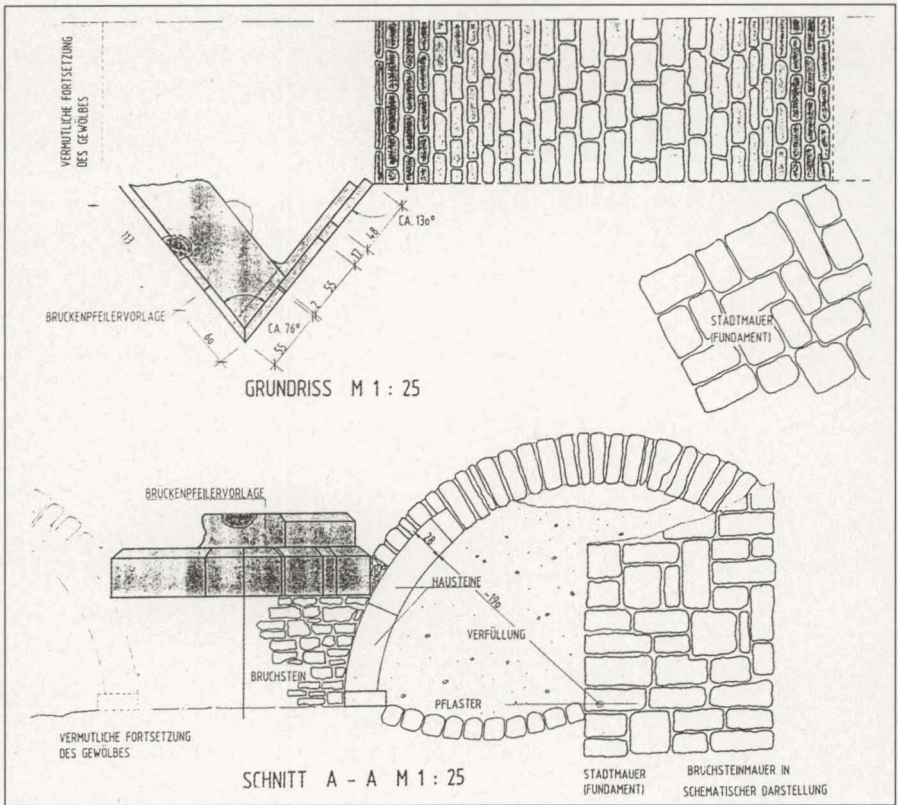 VERMUTLICHE FORTSETZUNG
DES GEWÖLBES
CA. 130°
113
48
17
55
2
BRÜCKENPFEILERVORLAGE
CA. 76°
60
55
STADTMAUER
(FUNDAMENT)
GRUNDRISS M 1 : 25
BRÜCKENPFEILERVORLAGE
28
HAUSTEINE
~190
VERFÜLLUNG
BRUCHSTEIN
PFLASTER
VERMUTLICHE FORTSETZUNG
DES GEWÖLBES
SCHNITT A - A M 1 : 25
STADTMAUER
(FUNDAMENT)
BRUCHSTEINMAUER IN
SCHEMATISCHER DARSTELLUNG